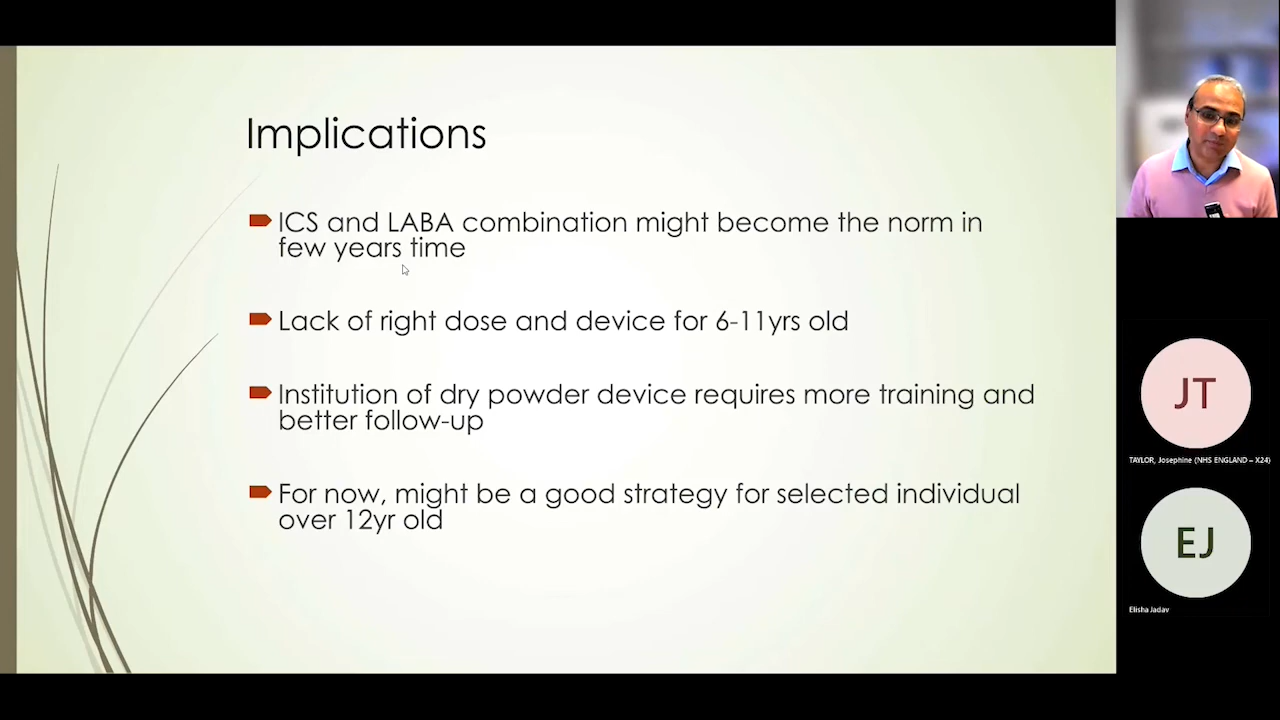 Implications
ICS and LABA combination might become the norm in
few years time
Lack of right dose and device for 6-11yrs old
Institution of dry powder device requires more training and
better follow-up
For now, might be a good strategy for selected individual
over 12yr old
JT
TAYLOR, Josephine (NHS ENGLAND – X24)
EJ
Elisha Jadav